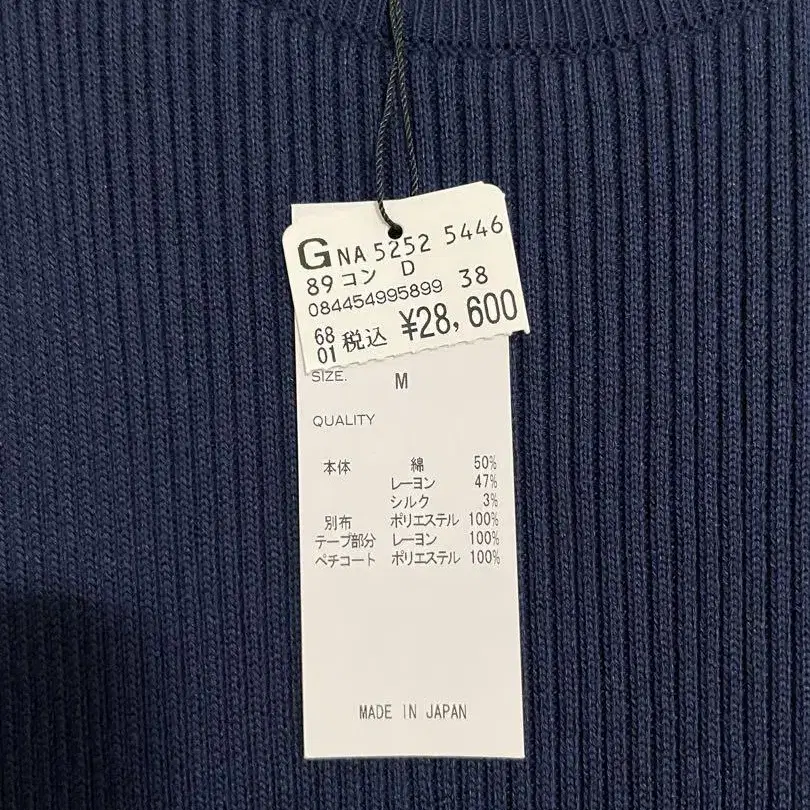 GNA 5252 5446
89 コン D
084454995899 38
68
01 税込 ¥28,600
SIZE. M
QUALITY
本体 綿 50%
レーヨン 47%
シルク 3%
別布 ポリエステル 100%
テープ部分 レーヨン 100%
ペチコート ポリエステル 100%
MADE IN JAPAN